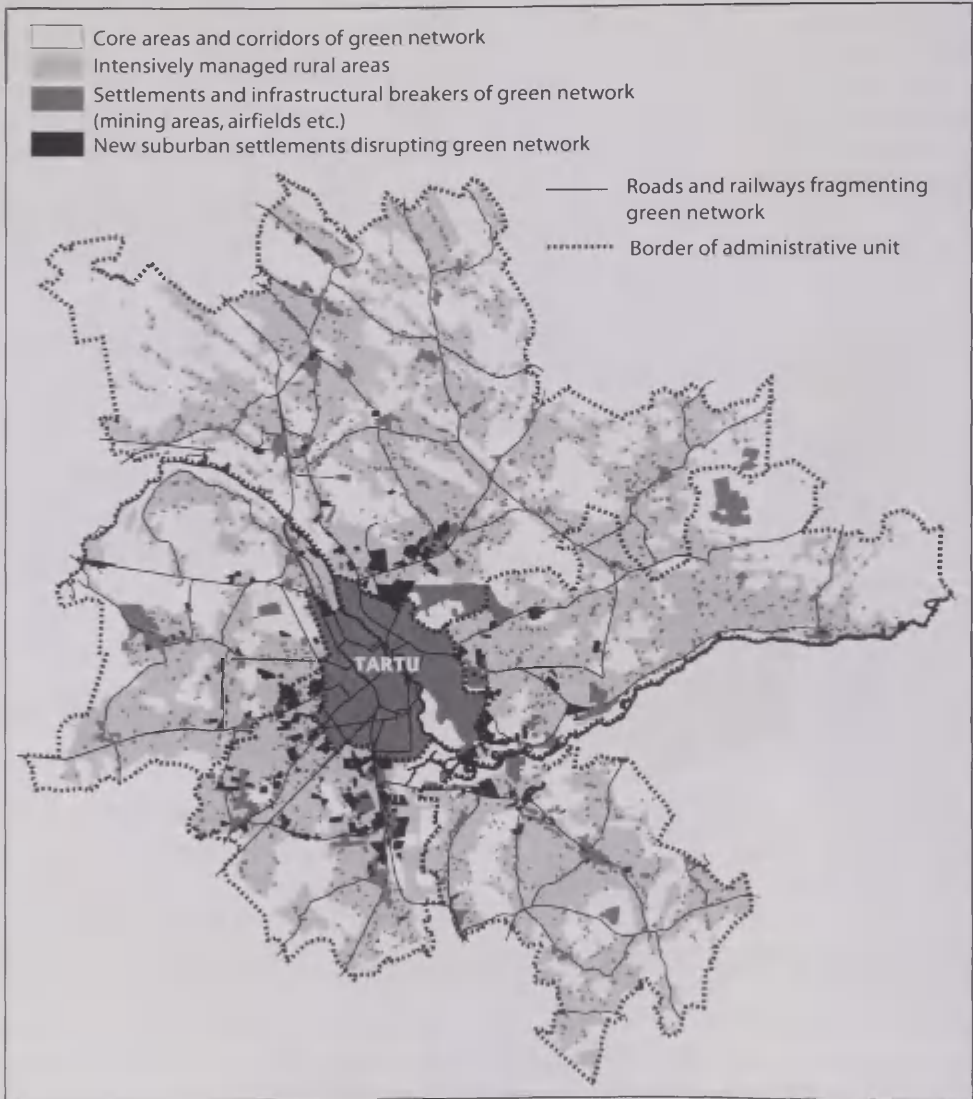 Core areas and corridors of green network
Intensively managed rural areas
Settlements and infrastructural breakers of green network
(mining areas, airfields etc.)
New suburban settlements disrupting green network
Roads and railways fragmenting
green network
Border of administrative unit
TARTU